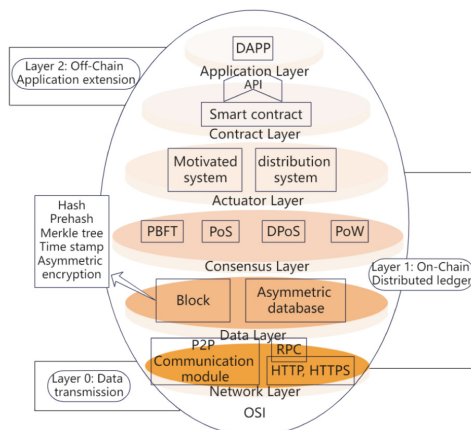 DAPP
Layer 2: Off-Chain
Application extension
Application Layer
API
Smart contract
Contract Layer
Motivated
system
distribution
system
Actuator Layer
Hash
Prehash
Merkle tree
Time stamp
Asymmetric
encryption
PBFT
PoS
DPoS
PoW
Consensus Layer
Layer 1: On-Chain
Distributed ledger
Block
Asymmetric
database
Data Layer
P2P
Communication
module
RPC
HTTP, HTTPS
Layer 0: Data
transmission
Network Layer
OSI